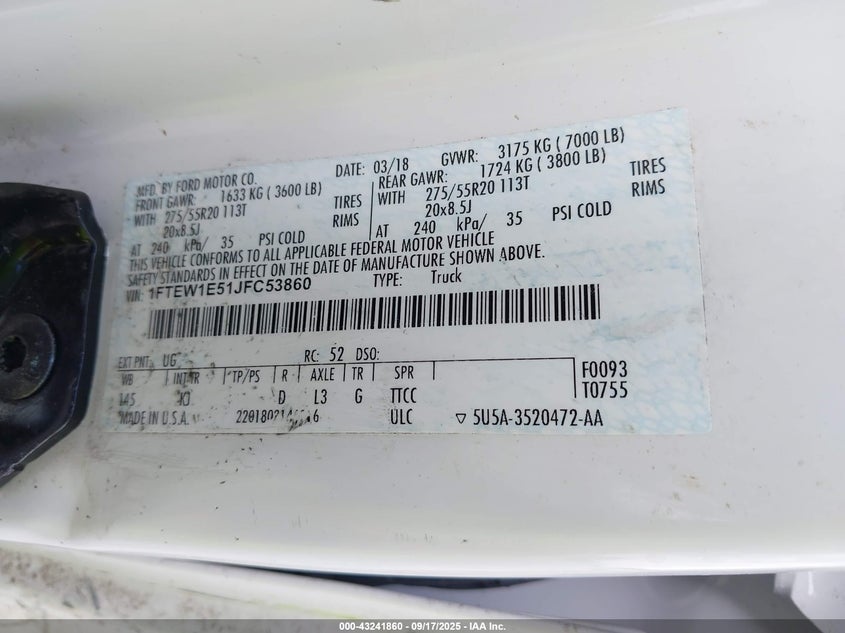 MFD. BY FORD MOTOR CO. DATE: 03/18 GVWR: 3175 KG ( 7000 LB)
FRONT GAWR: 1633 KG ( 3600 LB) REAR GAWR: 1724 KG ( 3800 LB)
WITH 275/55R20 113T TIRES WITH 275/55R20 113T TIRES
20x8.5J RIMS 20x8.5J RIMS
AT 240 kPa/ 35 PSI COLD AT 240 kPa/ 35 PSI COLD
THIS VEHICLE CONFORMS TO ALL APPLICABLE FEDERAL MOTOR VEHICLE
SAFETY STANDARDS IN EFFECT ON THE DATE OF MANUFACTURE SHOWN ABOVE.
VIN: 1FTEW1E51JFC53860 TYPE: Truck
EXT PNT: UG RC: 52 DSO:
WB INT TR TP/PS R AXLE TR SPR F0093
145 D L3 G TTCC T0755
MADE IN U.S.A. ULC ▽ 5U5A-3520472-AA
000-43241860 - 09/17/2025 - IAA Inc.